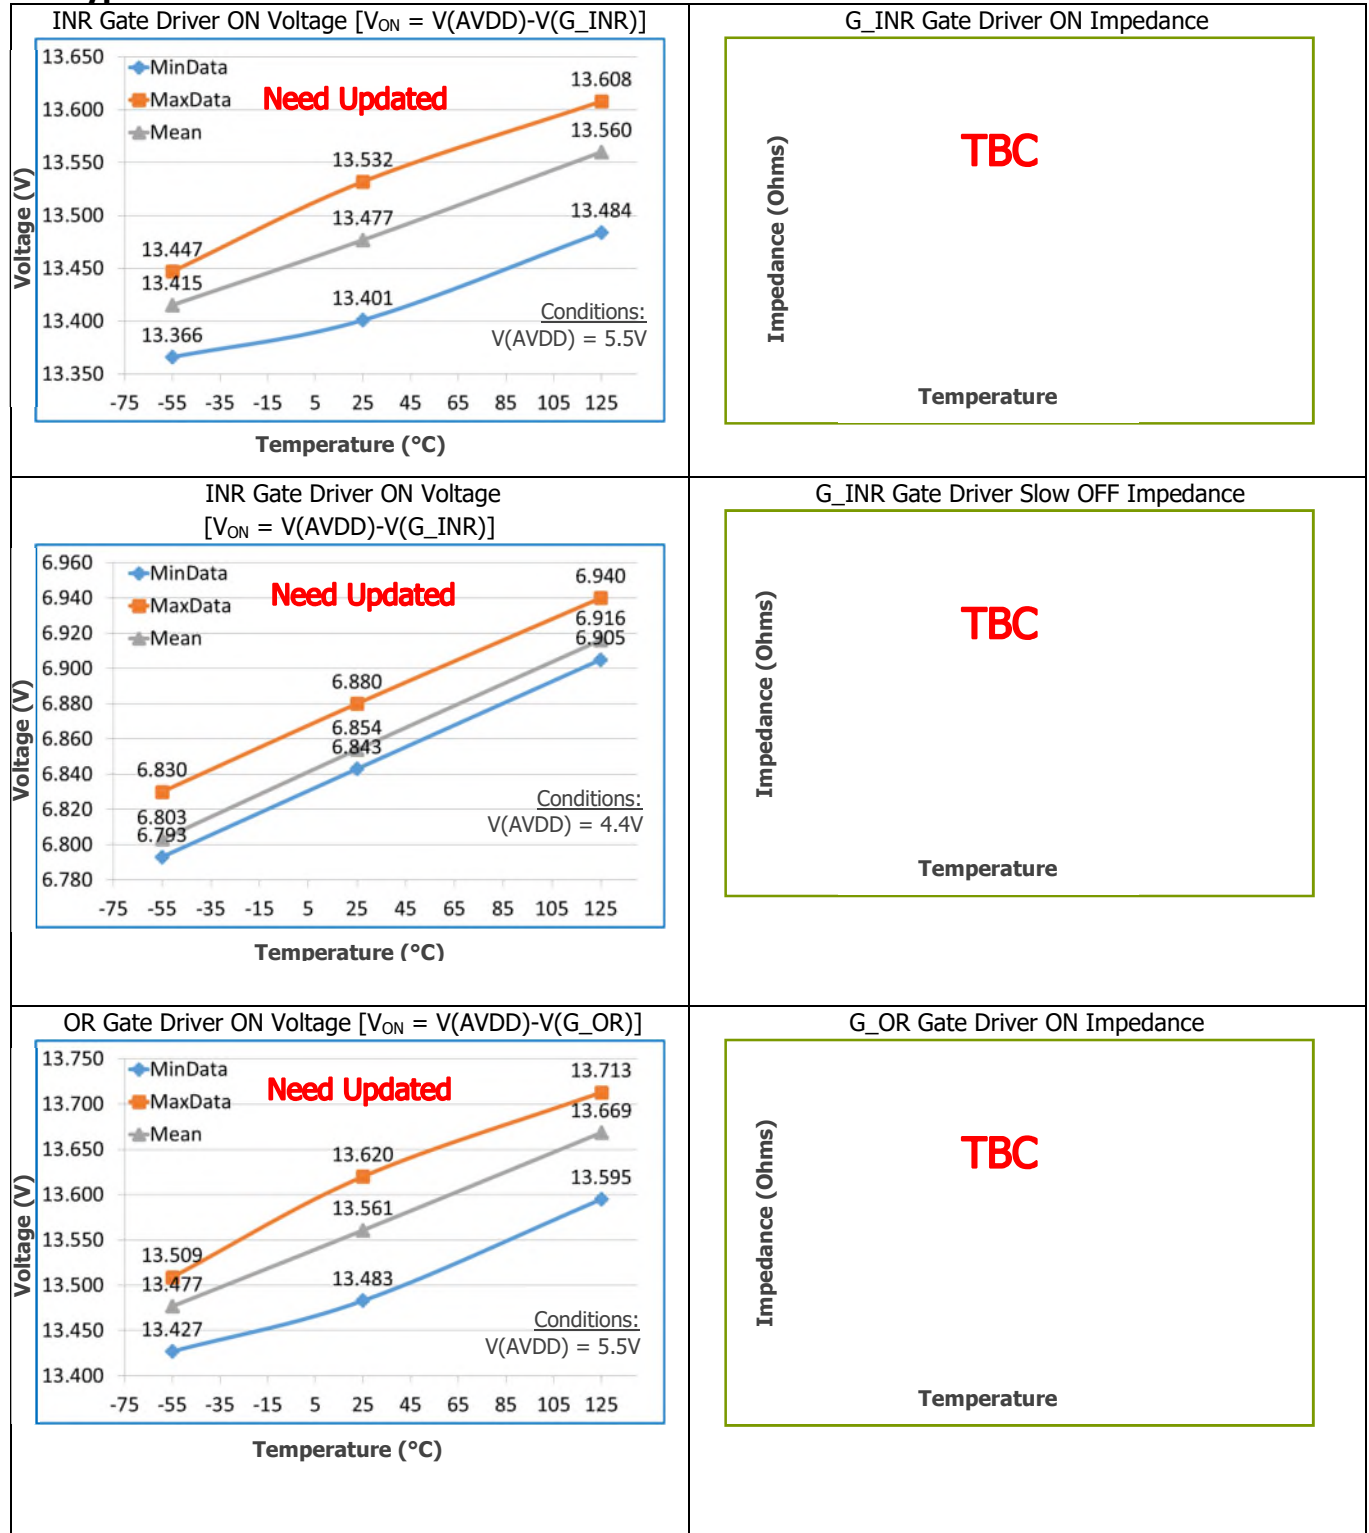 INR Gate Driver ON Voltage [VON = V(AVDD)-V(G_INR)]
13.650
13.600
13.550
13.500
13.450
13.400
13.350
Voltage (V)
MinData
MaxData
Mean
Need Updated
13.608
13.560
13.532
13.477
13.484
13.447
13.415
13.401
13.366
Conditions:
V(AVDD) = 5.5V
-75 -55 -35 -15 5 25 45 65 85 105 125
Temperature (°C)
G_INR Gate Driver ON Impedance
TBC
Impedance (Ohms)
Temperature
INR Gate Driver ON Voltage
[VON = V(AVDD)-V(G_INR)]
6.960
6.940
6.920
6.900
6.880
6.860
6.840
6.820
6.800
6.780
Voltage (V)
MinData
MaxData
Mean
Need Updated
6.940
6.916
6.905
6.880
6.854
6.843
6.830
6.803
6.793
Conditions:
V(AVDD) = 4.4V
-75 -55 -35 -15 5 25 45 65 85 105 125
Temperature (°C)
G_INR Gate Driver Slow OFF Impedance
TBC
Impedance (Ohms)
Temperature
OR Gate Driver ON Voltage [VON = V(AVDD)-V(G_OR)]
13.750
13.700
13.650
13.600
13.550
13.500
13.450
13.400
Voltage (V)
MinData
MaxData
Mean
Need Updated
13.713
13.669
13.620
13.595
13.561
13.509
13.477
13.483
13.427
Conditions:
V(AVDD) = 5.5V
-75 -55 -35 -15 5 25 45 65 85 105 125
Temperature (°C)
G_OR Gate Driver ON Impedance
TBC
Impedance (Ohms)
Temperature